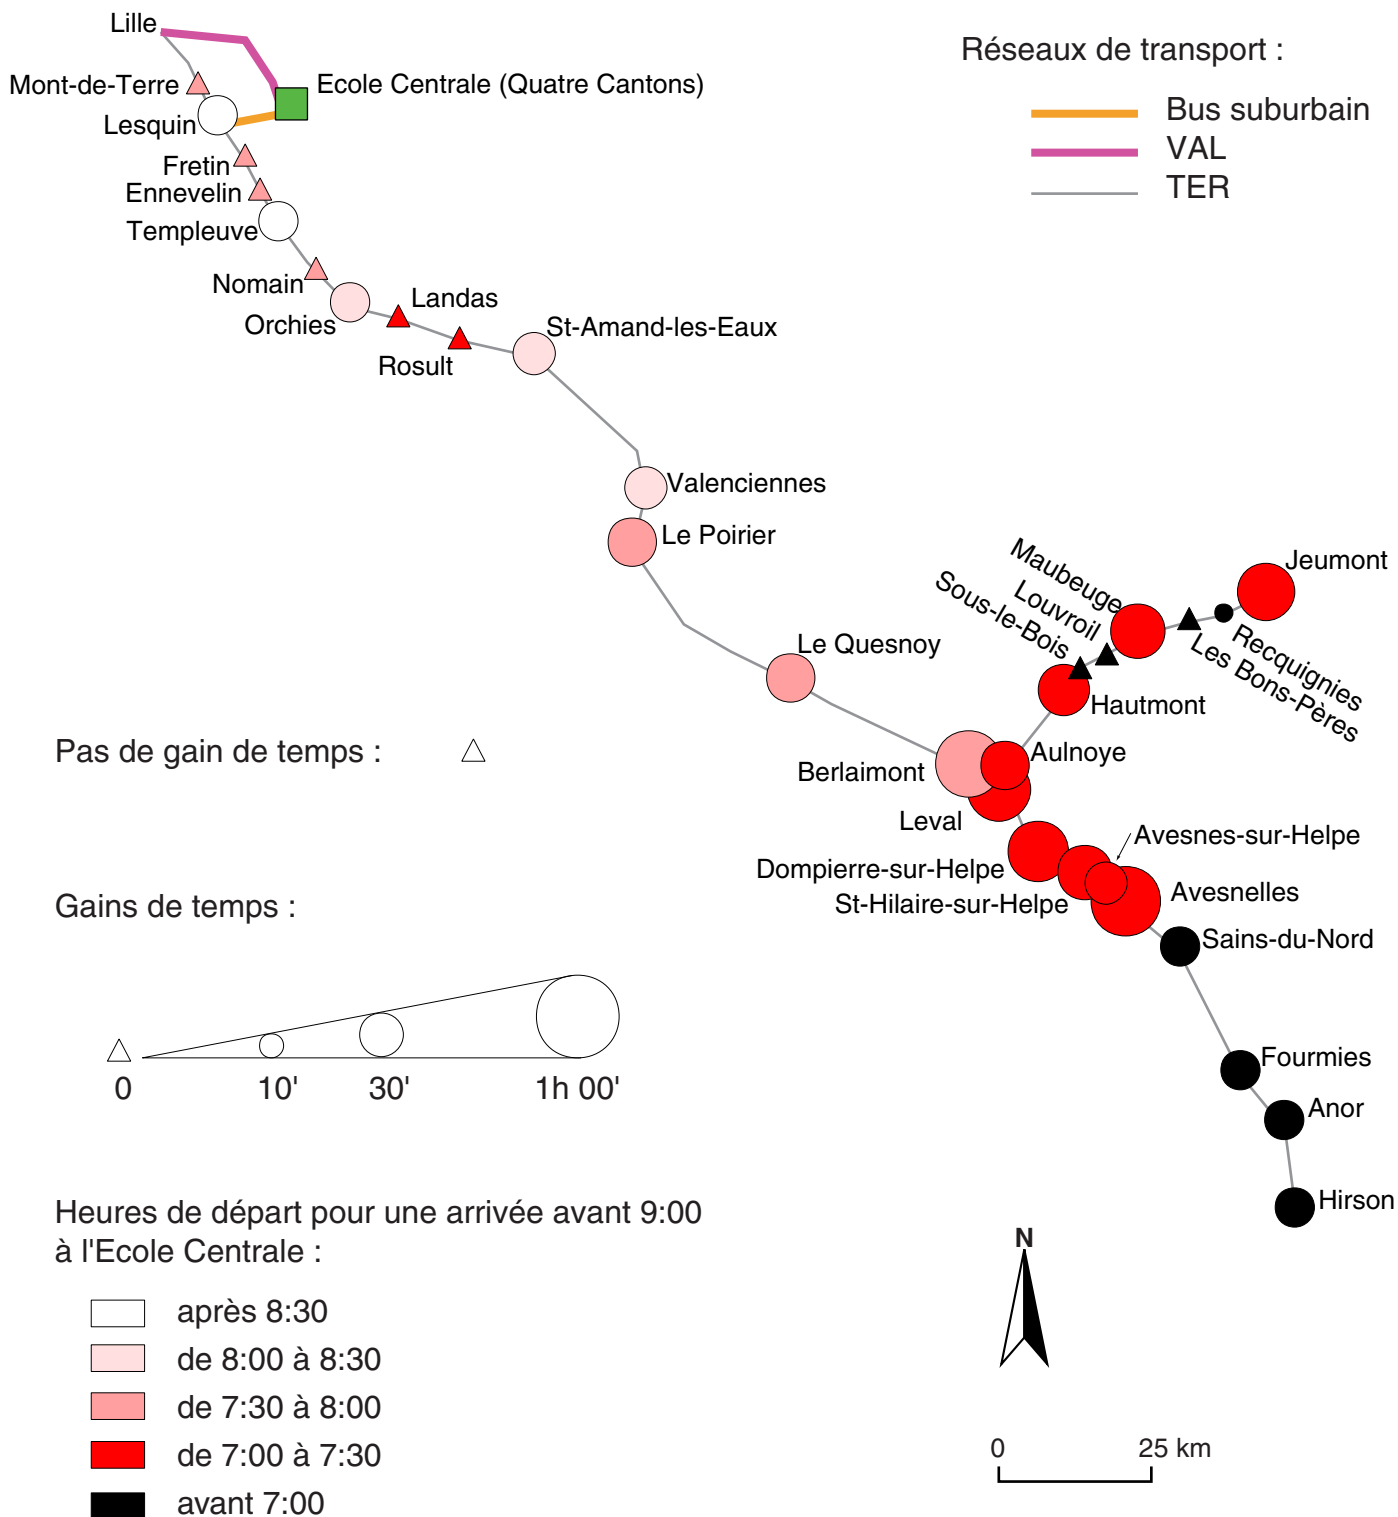 Lille
Réseaux de transport :
Mont-de-Terre
Ecole Centrale (Quatre Cantons)
Bus suburbain
Lesquin
VAL
Fretin
TER
Ennevelin
Templeuve
Nomain
Landas
Orchies
St-Amand-les-Eaux
Rosult
Valenciennes
Le Poirier
Maubeuge
Louvroil
Sous-le-Bois
Jeumont
Recquignies
Les Bons-Pères
Le Quesnoy
Hautmont
Pas de gain de temps :
Aulnoye
Berlaimont
Leval
Avesnes-sur-Helpe
Dompierre-sur-Helpe
St-Hilaire-sur-Helpe
Avesnelles
Gains de temps :
Sains-du-Nord
0 10' 30' 1h 00'
Fourmies
Anor
Hirson
Heures de départ pour une arrivée avant 9:00
à l'Ecole Centrale :
N
après 8:30
de 8:00 à 8:30
de 7:30 à 8:00
de 7:00 à 7:30
avant 7:00
0 25 km